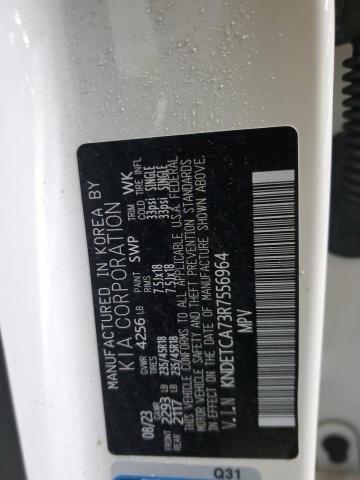 MANUFACTURED IN KOREA BY
KIA CORPORATION
PAINT SWP TRIM WK
08/23 GVWR 4256 LB
GAWR TIRES RIMS COLD TIRE INFL
FRONT 2293 LB 235/45R18 7.5Jx18 33psi SINGLE
REAR 2117 LB 235/45R18 7.5Jx18 33psi SINGLE
THIS VEHICLE CONFORMS TO ALL APPLICABLE U.S.A. FEDERAL
MOTOR VEHICLE SAFETY AND THEFT PREVENTION STANDARDS
IN EFFECT ON THE DATE OF MANUFACTURE SHOWN ABOVE.
V.I.N KNDETCA73R7556964
MPV
Q31